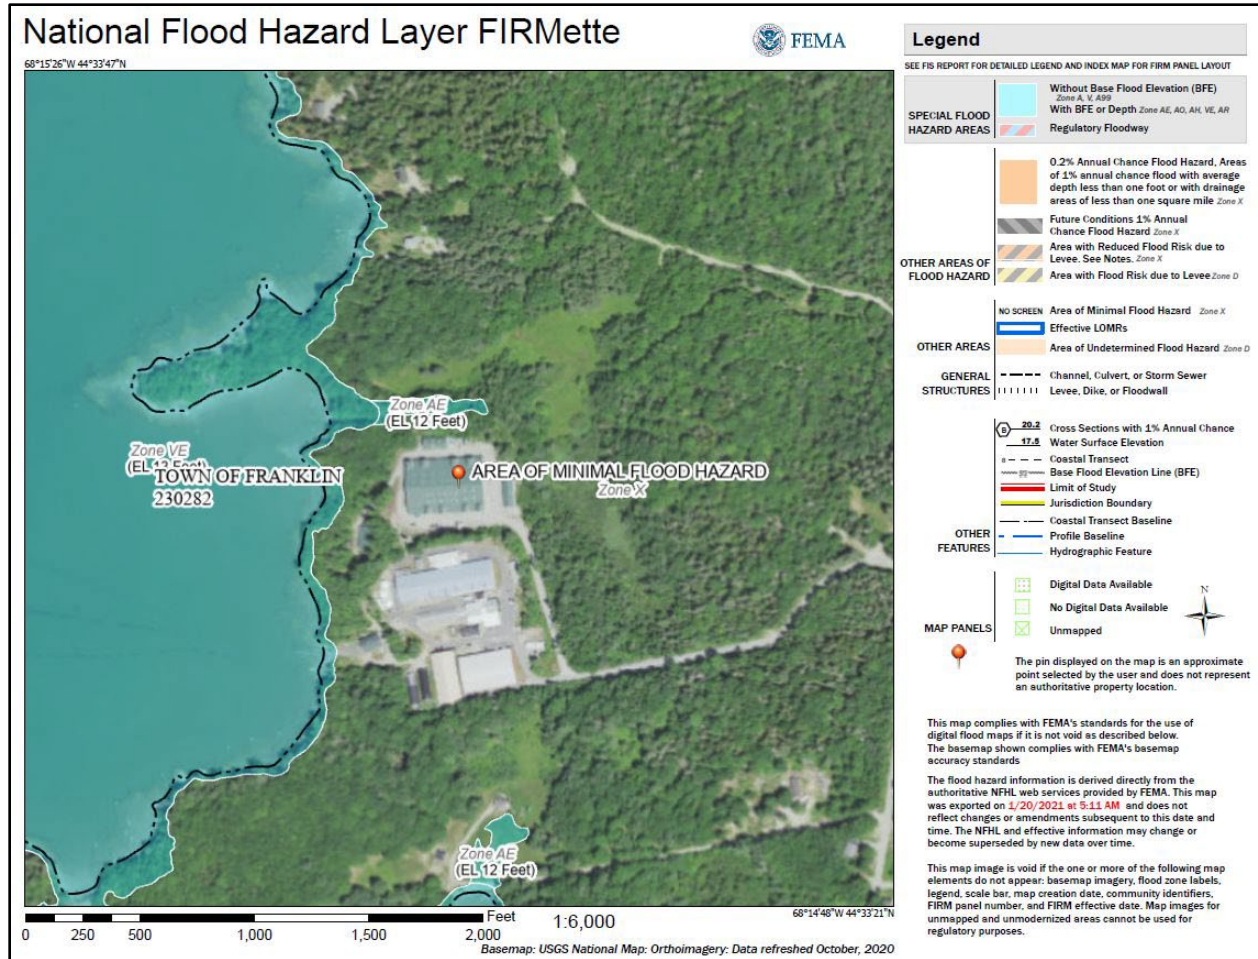 National Flood Hazard Layer FIRMette
FEMA
68°15'26"W 44°33'47"N
Zone AE
(EL 12 Feet)
Zone VE
(EL 13 Feet)
TOWN OF FRANKLIN
230282
AREA OF MINIMAL FLOOD HAZARD
Zone X
Zone AE
(EL 12 Feet)
Feet
1:6,000
68°14'48"W 44°33'21"N
0 250 500 1,000 1,500 2,000
Basemap: USGS National Map: Orthoimagery: Data refreshed October, 2020
Legend
SEE FIS REPORT FOR DETAILED LEGEND AND INDEX MAP FOR FIRM PANEL LAYOUT
SPECIAL FLOOD
HAZARD AREAS
Without Base Flood Elevation (BFE)
Zone A, V, A99
With BFE or Depth Zone AE, AO, AH, VE, AR
Regulatory Floodway
OTHER AREAS OF
FLOOD HAZARD
0.2% Annual Chance Flood Hazard, Areas
of 1% annual chance flood with average
depth less than one foot or with drainage
areas of less than one square mile Zone X
Future Conditions 1% Annual
Chance Flood Hazard Zone X
Area with Reduced Flood Risk due to
Levee. See Notes. Zone X
Area with Flood Risk due to Levee Zone D
OTHER AREAS
NO SCREEN Area of Minimal Flood Hazard Zone X
Effective LOMRs
Area of Undetermined Flood Hazard Zone D
GENERAL
STRUCTURES
Channel, Culvert, or Storm Sewer
Levee, Dike, or Floodwall
OTHER
FEATURES
B 20.2 Cross Sections with 1% Annual Chance
17.5 Water Surface Elevation
8 Coastal Transect
Base Flood Elevation Line (BFE)
Limit of Study
Jurisdiction Boundary
Coastal Transect Baseline
Profile Baseline
Hydrographic Feature
MAP PANELS
Digital Data Available
No Digital Data Available
Unmapped
N
The pin displayed on the map is an approximate
point selected by the user and does not represent
an authoritative property location.
This map complies with FEMA's standards for the use of
digital flood maps if it is not void as described below.
The basemap shown complies with FEMA's basemap
accuracy standards
The flood hazard information is derived directly from the
authoritative NFHL web services provided by FEMA. This map
was exported on 1/20/2021 at 5:11 AM and does not
reflect changes or amendments subsequent to this date and
time. The NFHL and effective information may change or
become superseded by new data over time.
This map image is void if the one or more of the following map
elements do not appear: basemap imagery, flood zone labels,
legend, scale bar, map creation date, community identifiers,
FIRM panel number, and FIRM effective date. Map images for
unmapped and unmodernized areas cannot be used for
regulatory purposes.